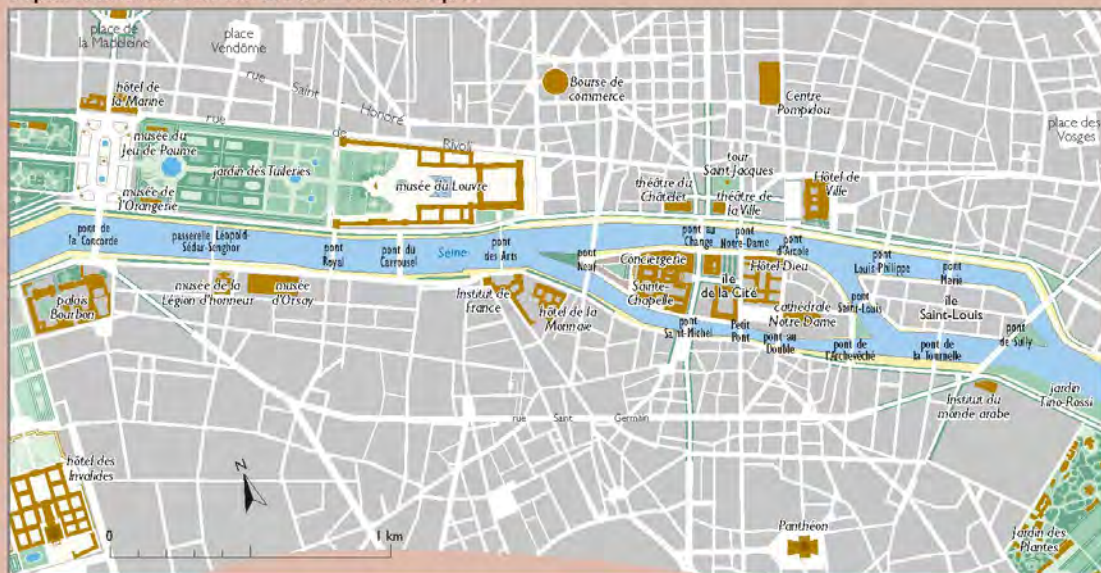 place de
la Madeleine
place
Vendôme
rue Saint - Honoré
hôtel de
la Marine
Bourse de
commerce
Centre
Pompidou
place des
Vosges
rue de Rivoli
musée du
Jeu de Paume
jardin des Tuileries
musée du Louvre
musée de
l'Orangerie
tour
Saint Jacques
théâtre du
Châtelet
théâtre de
la Ville
Hôtel de
Ville
pont de
la Concorde
passerelle Léopold-
Sédar-Senghor
pont
Royal
pont du
Carrousel
Seine
pont
des Arts
pont
Neuf
pont au
Change
pont
Notre-Dame
pont
d'Arcole
pont
Louis-Philippe
pont
Marie
Conciergerie
Sainte-
Chapelle
île
de la Cité
Hôtel-Dieu
cathédrale
Notre Dame
pont
Saint-Louis
île
Saint-Louis
pont
de Sully
palais
Bourbon
musée de la
Légion d'honneur
musée
d'Orsay
Institut de
France
hôtel de la
Monnaie
pont
Saint-Michel
Petit
Pont
pont au
Double
pont de
l'Archevêché
pont de
la Tournelle
Institut du
monde arabe
jardin
Tino-Rossi
rue Saint Germain
hôtel des
Invalides
N
0 1 km
Panthéon
jardin des
Plantes